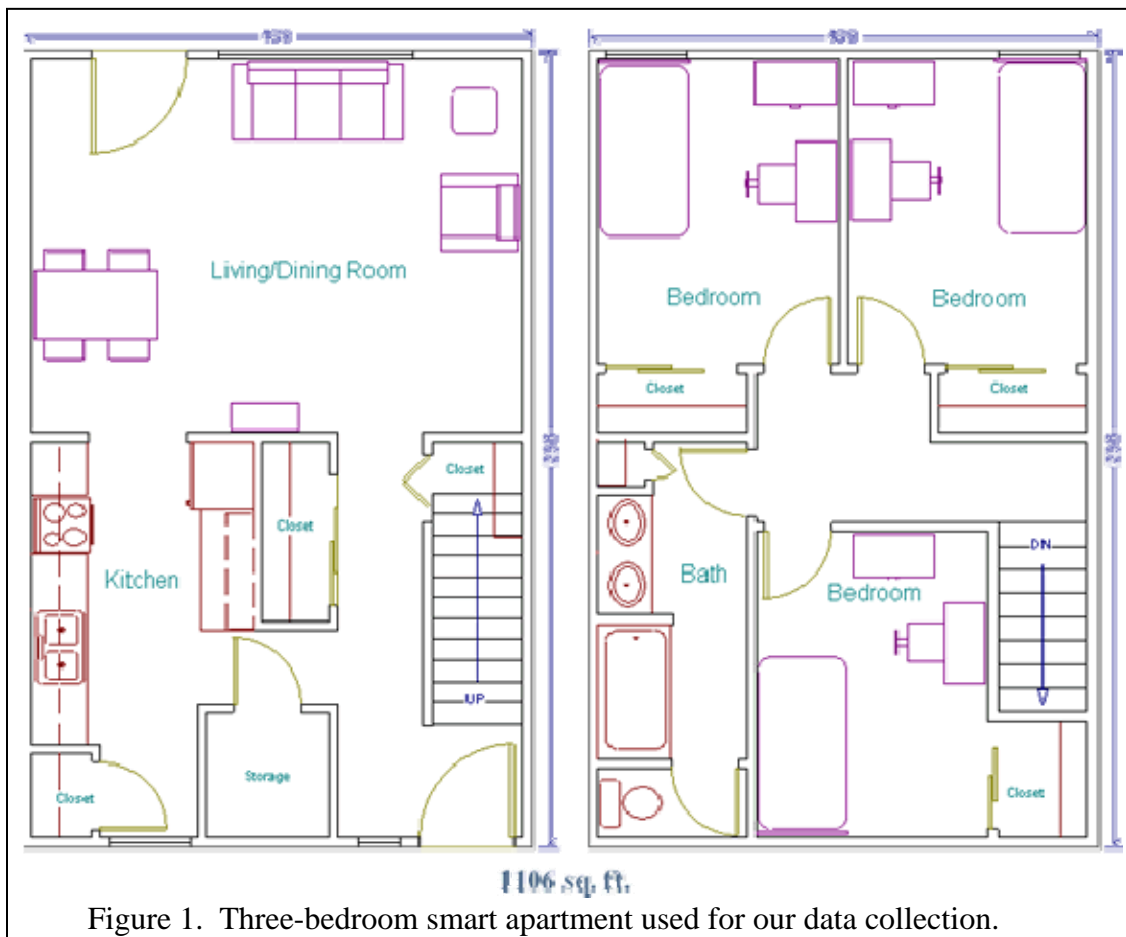 Living/Dining Room
Bedroom
Bedroom
Closet
Closet
Closet
Closet
Kitchen
Bath
Bedroom
DN
UP
Storage
Closet
Closet
1106 sq. ft.
Figure 1. Three-bedroom smart apartment used for our data collection.